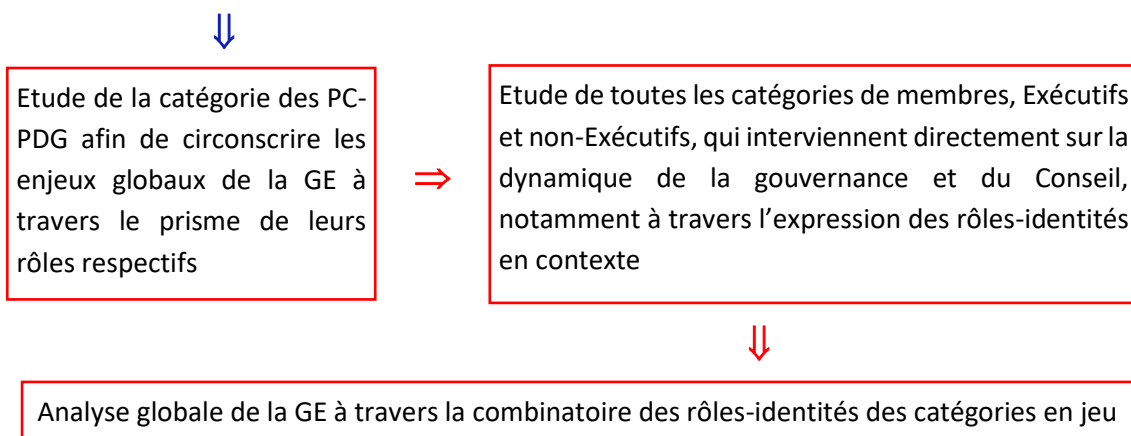 ⇓
Etude de la catégorie des PC-
PDG afin de circonscrire les
enjeux globaux de la GE à
travers le prisme de leurs
rôles respectifs
⇒
Etude de toutes les catégories de membres, Exécutifs
et non-Exécutifs, qui interviennent directement sur la
dynamique de la gouvernance et du Conseil,
notamment à travers l’expression des rôles-identités
en contexte
⇓
Analyse globale de la GE à travers la combinatoire des rôles-identités des catégories en jeu